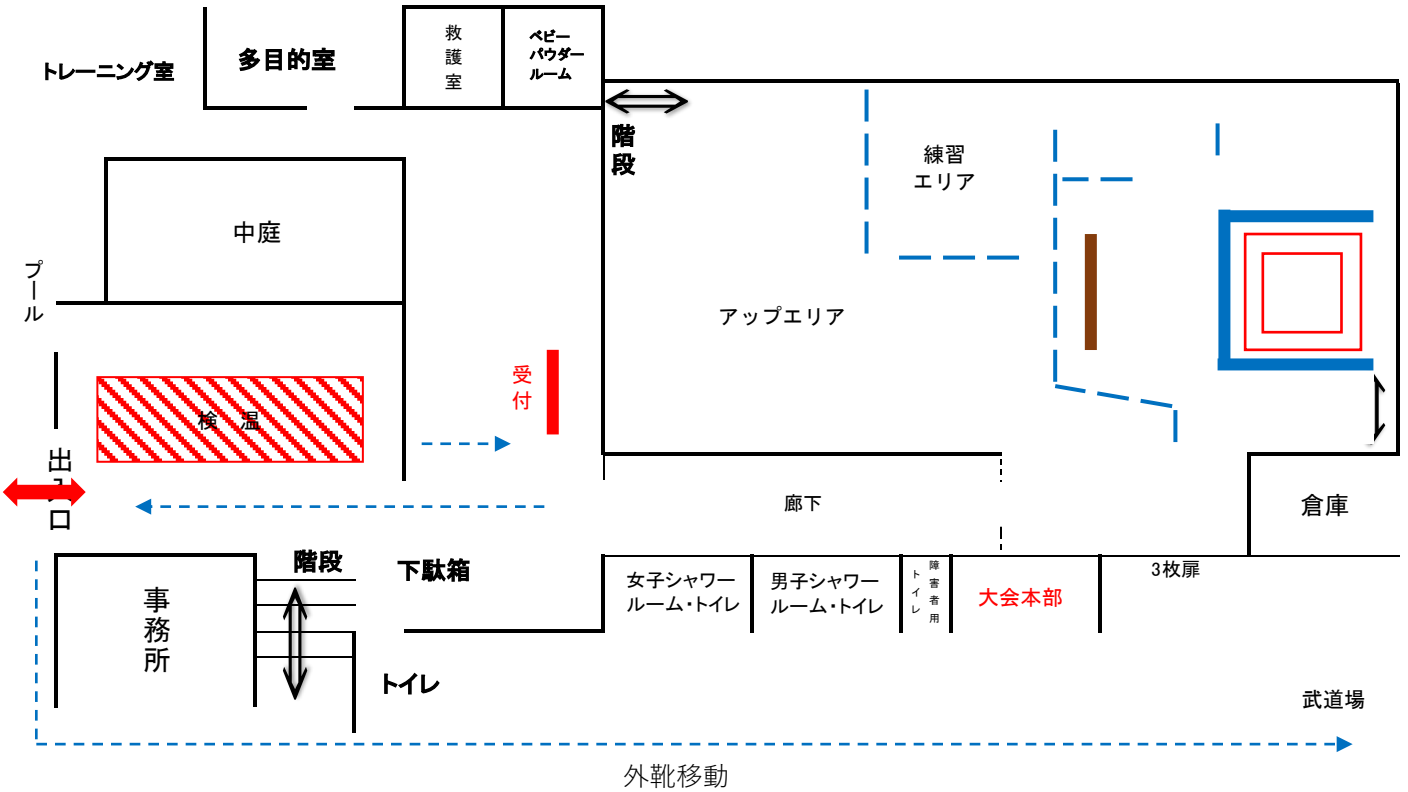 トレーニング室
多目的室
救護室
ベビー
パウダー
ルーム
階段
練習
エリア
中庭
プール
アップエリア
受付
検 温
出入口
廊下
倉庫
階段
下駄箱
事務所
女子シャワー
ルーム・トイレ
男子シャワー
ルーム・トイレ
障害者用
トイレ
大会本部
3枚扉
トイレ
武道場
外靴移動